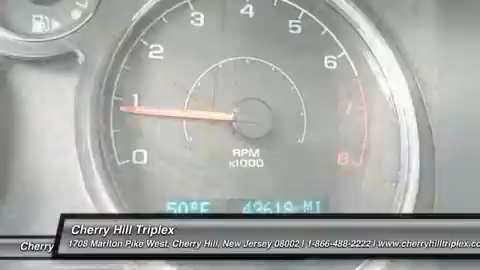 3
4
5
2
6
1
7
0
RPM
x1000
8
50°F 43618 MI
Cherry Hill Triplex
Cherry
1708 Marlton Pike West, Cherry Hill, New Jersey 08002 | 1-866-488-2222 | www.cherryhilltriplex.c